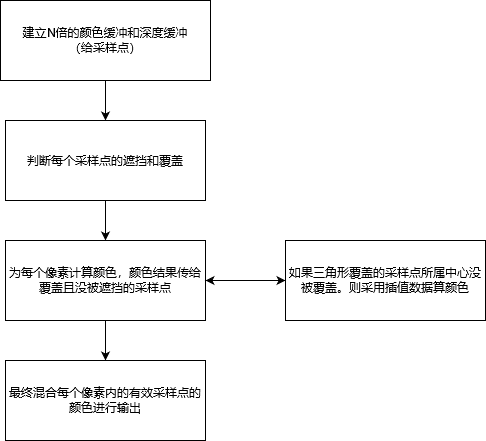 建立N倍的颜色缓冲和深度缓冲
（给采样点）
判断每个采样点的遮挡和覆盖
为每个像素计算颜色，颜色结果传给
覆盖且没被遮挡的采样点
如果三角形覆盖的采样点所属中心没
被覆盖。则采用插值数据算颜色
最终混合每个像素内的有效采样点的
颜色进行输出